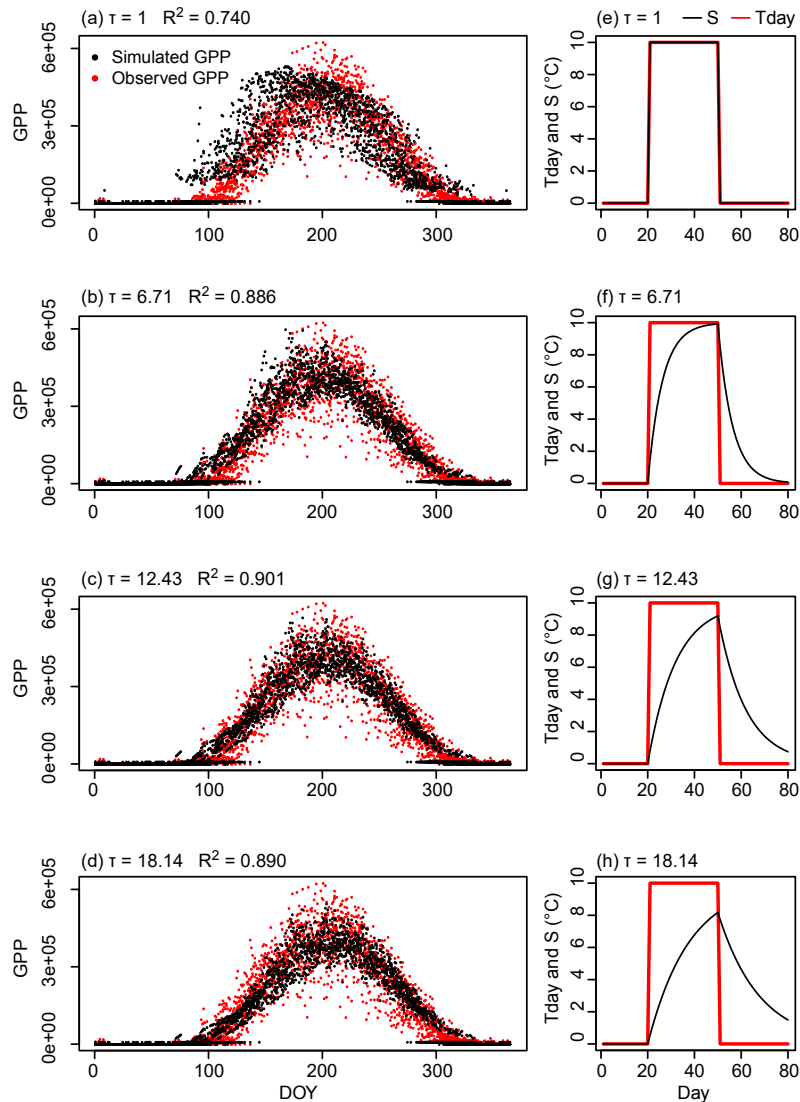 (a) τ = 1 R² = 0.740
Simulated GPP
Observed GPP
GPP
0e+00 3e+05 6e+05
0 100 200 300
(e) τ = 1 S Tday
Tday and S (°C)
0 2 4 6 8 10
0 20 40 60 80
(b) τ = 6.71 R² = 0.886
GPP
0e+00 3e+05 6e+05
0 100 200 300
(f) τ = 6.71
Tday and S (°C)
0 2 4 6 8 10
0 20 40 60 80
(c) τ = 12.43 R² = 0.901
GPP
0e+00 3e+05 6e+05
0 100 200 300
(g) τ = 12.43
Tday and S (°C)
0 2 4 6 8 10
0 20 40 60 80
(d) τ = 18.14 R² = 0.890
GPP
0e+00 3e+05 6e+05
0 100 200 300
DOY
(h) τ = 18.14
Tday and S (°C)
0 2 4 6 8 10
0 20 40 60 80
Day